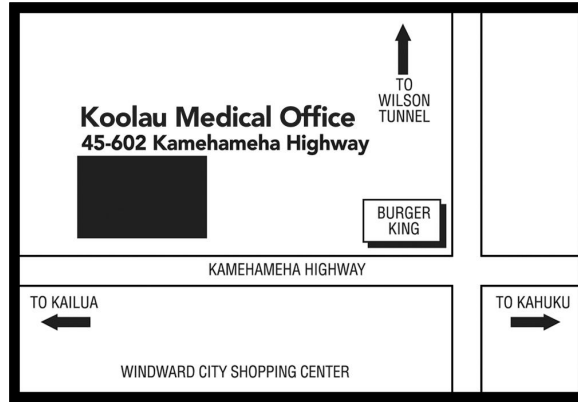 TO
WILSON
TUNNEL
Koolau Medical Office
45-602 Kamehameha Highway
BURGER
KING
KAMEHAMEHA HIGHWAY
TO KAILUA
TO KAHUKU
WINDWARD CITY SHOPPING CENTER